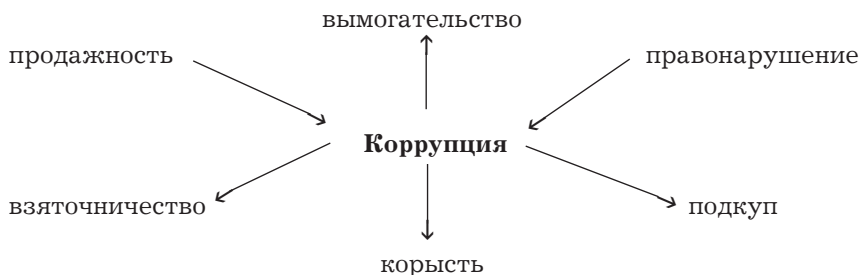 вымогательство
продажность
правонарушение
Коррупция
взяточничество
подкуп
корысть